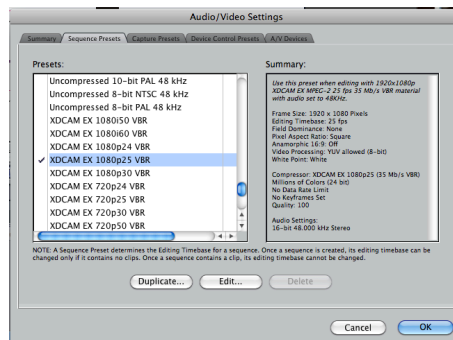 Audio/Video Settings
Summary Sequence Presets Capture Presets Device Control Presets A/V Devices
Presets:
Uncompressed 10-bit PAL 48 kHz
Uncompressed 8-bit NTSC 48 kHz
Uncompressed 8-bit PAL 48 kHz
XDCAM EX 1080i50 VBR
XDCAM EX 1080i60 VBR
XDCAM EX 1080p24 VBR
✓ XDCAM EX 1080p25 VBR
XDCAM EX 1080p30 VBR
XDCAM EX 720p24 VBR
XDCAM EX 720p25 VBR
XDCAM EX 720p30 VBR
XDCAM EX 720p50 VBR
Summary:
Use this preset when editing with 1920x1080p
XDCAM EX MPEG-2 25 fps 35 Mb/s VBR material
with audio set to 48KHz.
Frame Size: 1920 x 1080 Pixels
Editing Timebase: 25 fps
Field Dominance: None
Pixel Aspect Ratio: Square
Anamorphic 16:9: Off
Video Processing: YUV allowed (8-bit)
White Point: White
Compressor: XDCAM EX 1080p25 (35 Mb/s VBR)
Millions of Colors (24 bit)
No Data Rate Limit
No Keyframes Set
Quality: 100
Audio Settings:
16-bit 48.000 kHz Stereo
NOTE: A Sequence Preset determines the Editing Timebase for a sequence. Once a sequence is created, its editing timebase can be
changed only if it contains no clips. Once a sequence contains a clip, its editing timebase cannot be changed.
Duplicate... Edit... Delete
Cancel OK